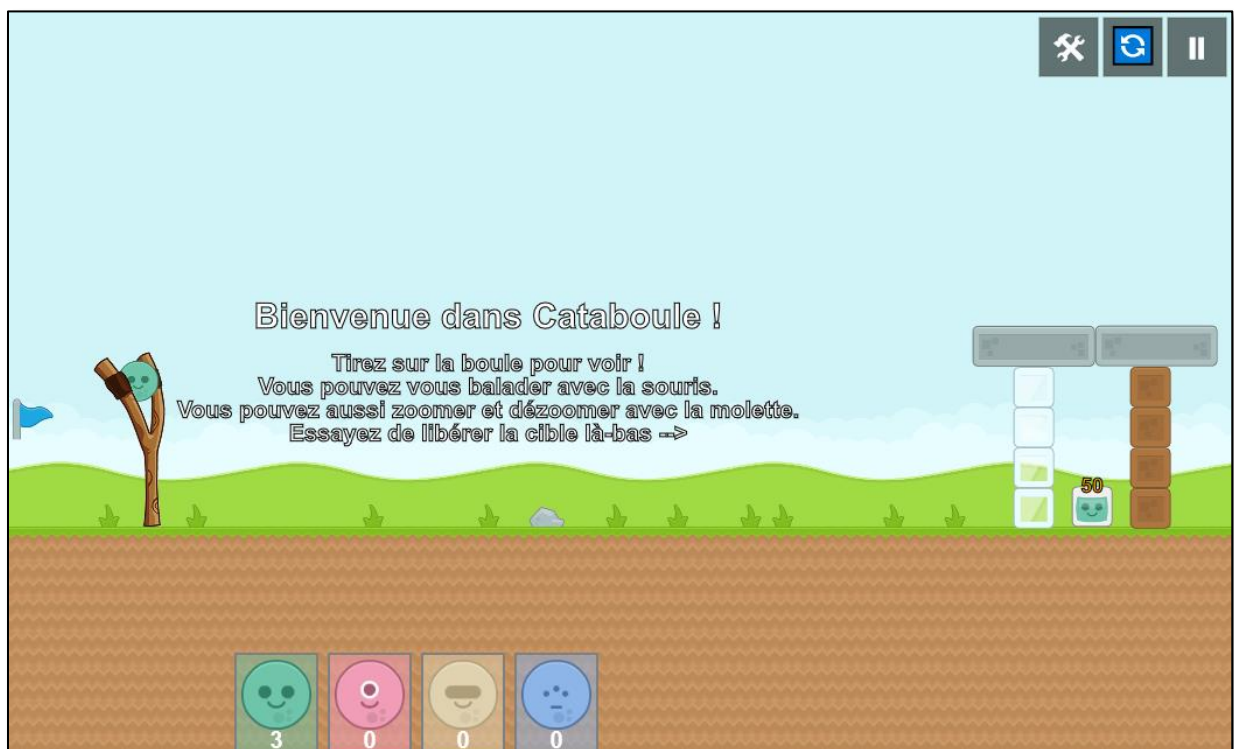 Bienvenue dans Cataboule !
Tirez sur la boule pour voir !
Vous pouvez vous balader avec la souris.
Vous pouvez aussi zoomer et dézoomer avec la molette.
Essayez de libérer la cible là-bas -->
50
3
0
0
0